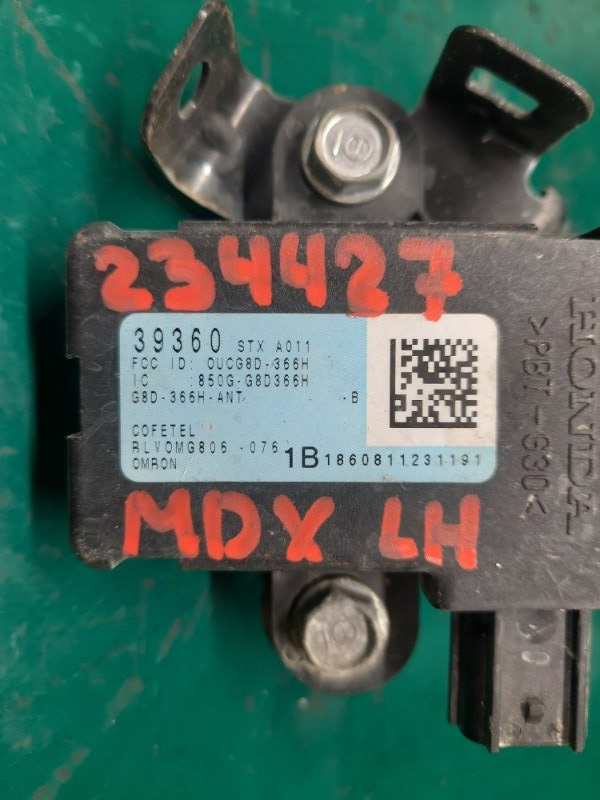 234427
39360 STX A011
FCC ID: OUCG8D-366H
IC :850G-G8D366H
G8D-366H-ANT -B
COFETEL
RLVOMG806 -076
OMRON
1B1860811231191
MDX LH
HONDA
>PBT-G30<